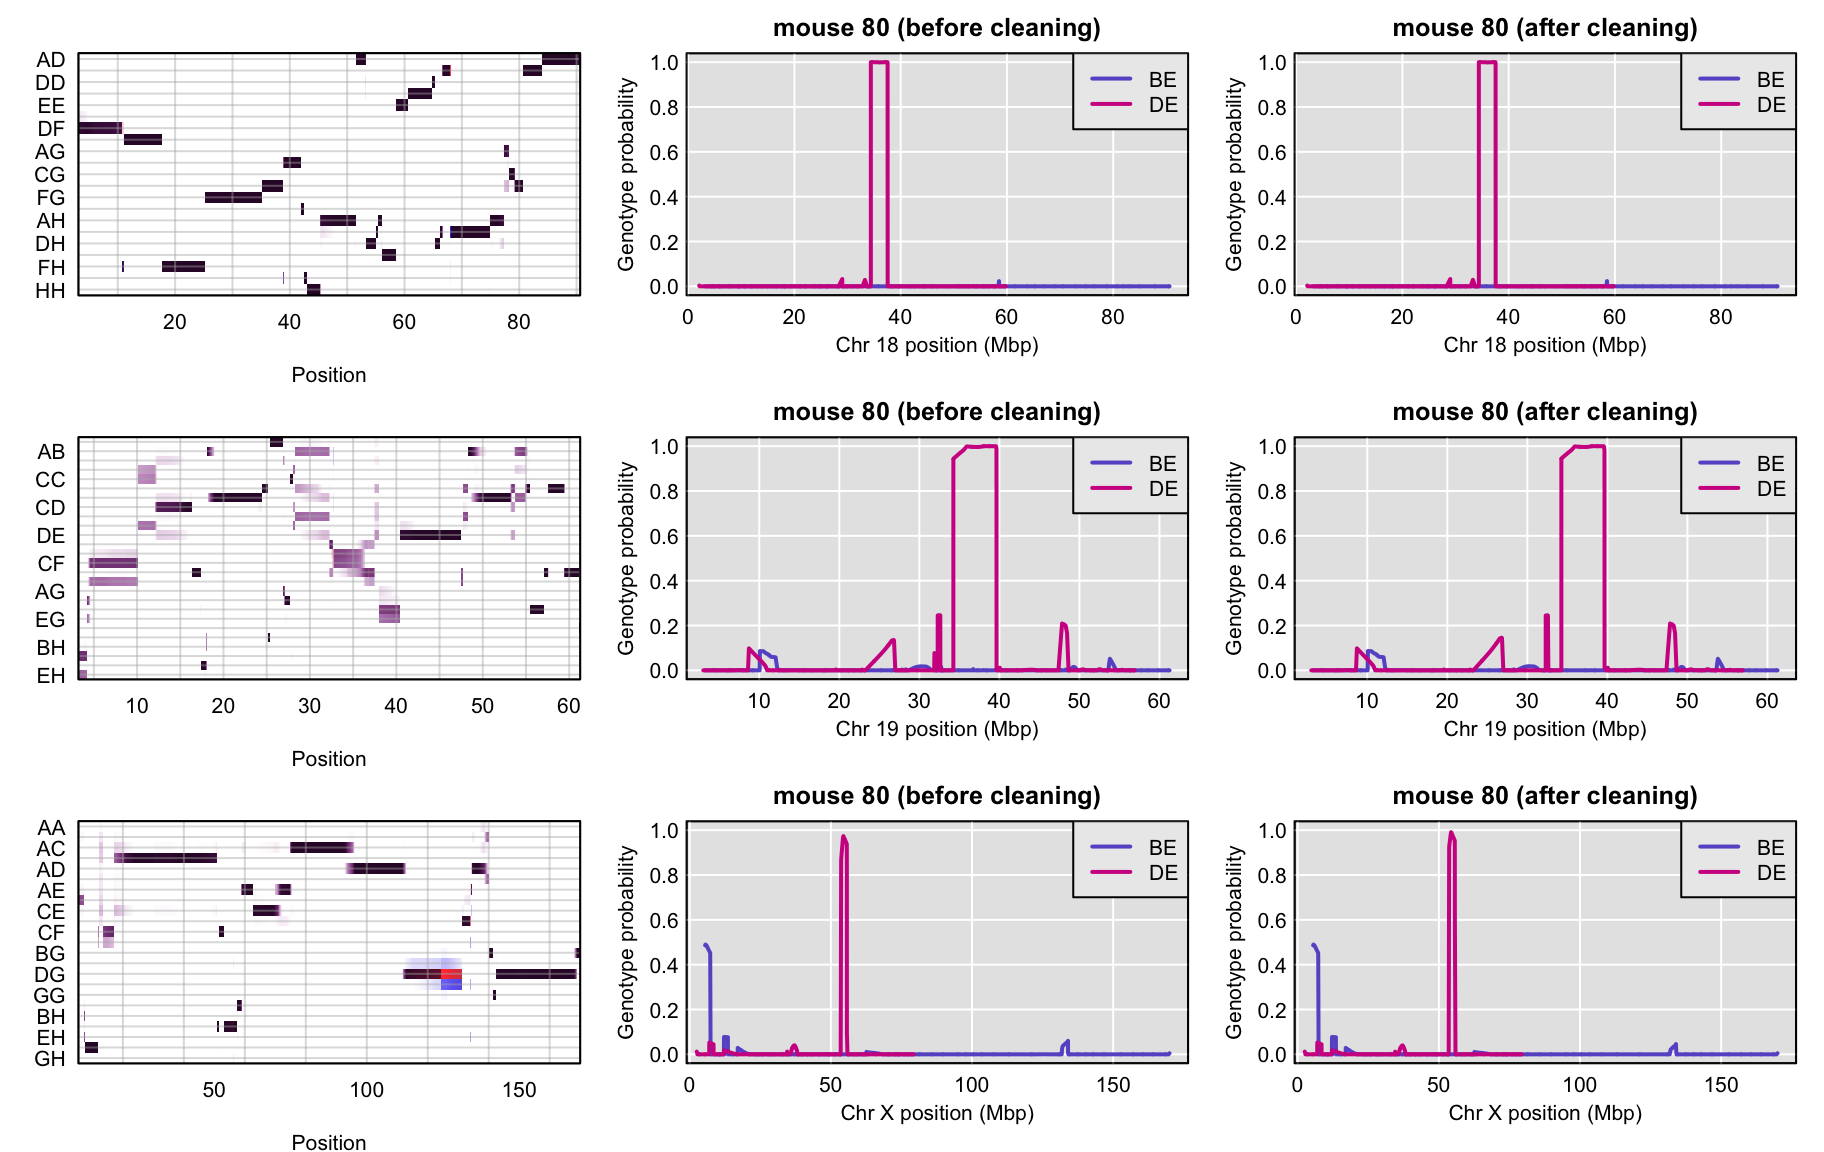 AD
DD
EE
DF
AG
CG
FG
AH
DH
FH
HH
20 40 60 80
Position
mouse 80 (before cleaning)
Genotype probability
1.0
0.8
0.6
0.4
0.2
0.0
BE
DE
0 20 40 60 80
Chr 18 position (Mbp)
mouse 80 (after cleaning)
Genotype probability
1.0
0.8
0.6
0.4
0.2
0.0
BE
DE
0 20 40 60 80
Chr 18 position (Mbp)
AB
CC
CD
DE
CF
AG
EG
BH
EH
10 20 30 40 50 60
Position
mouse 80 (before cleaning)
Genotype probability
1.0
0.8
0.6
0.4
0.2
0.0
BE
DE
10 20 30 40 50 60
Chr 19 position (Mbp)
mouse 80 (after cleaning)
Genotype probability
1.0
0.8
0.6
0.4
0.2
0.0
BE
DE
10 20 30 40 50 60
Chr 19 position (Mbp)
AA
AC
AD
AE
CE
CF
BG
DG
GG
BH
EH
GH
50 100 150
Position
mouse 80 (before cleaning)
Genotype probability
1.0
0.8
0.6
0.4
0.2
0.0
BE
DE
0 50 100 150
Chr X position (Mbp)
mouse 80 (after cleaning)
Genotype probability
1.0
0.8
0.6
0.4
0.2
0.0
BE
DE
0 50 100 150
Chr X position (Mbp)